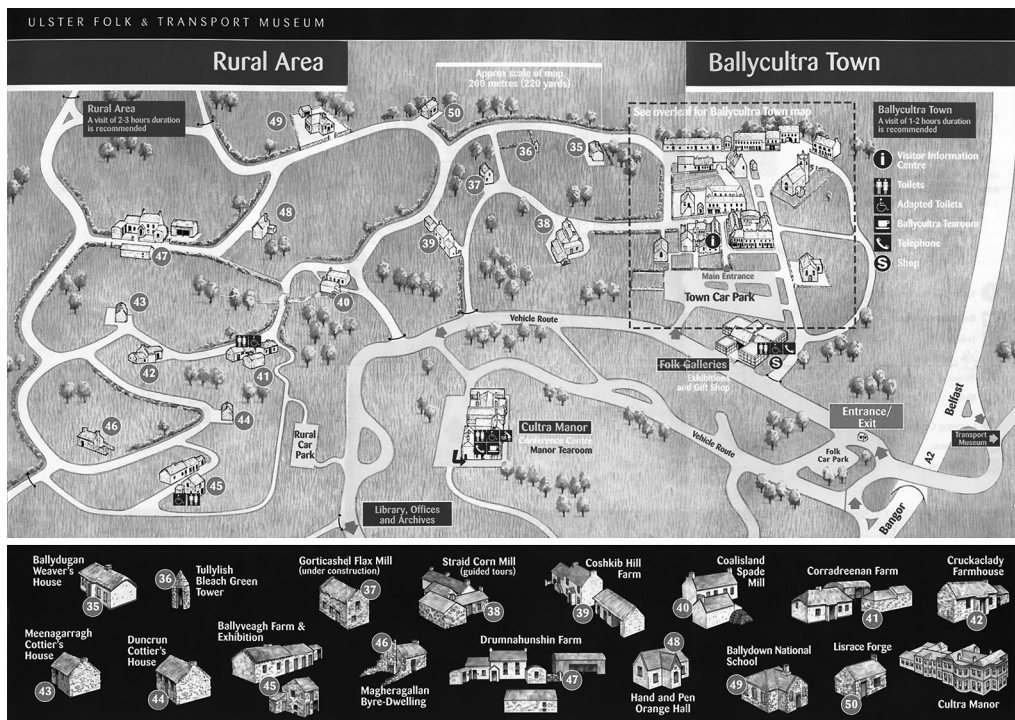 ULSTER FOLK & TRANSPORT MUSEUM
Rural Area
Approx scale of map
200 metres (220 yards)
Ballycultra Town
Rural Area
A visit of 2-3 hours duration
is recommended
49
50
See overleaf for Ballycultra Town map
Ballycultra Town
A visit of 1-2 hours duration
is recommended
i Visitor Information
Centre
Toilets
Adapted Toilets
Ballycultra Tearoom
Telephone
S Shop
36
35
37
48
38
39
47
i
Main Entrance
Town Car Park
40
43
Vehicle Route
42
41
S
Folk Galleries
Exhibitions
and Gift Shop
44
46
Rural
Car
Park
Cultra Manor
Conference Centre
Manor Tearoom
Vehicle Route
Entrance/
Exit
Belfast
Transport
Museum
Folk
Car Park
A2
45
Library, Offices
and Archives
Bangor
Ballydugan
Weaver's
House
35
36
Tullylish
Bleach Green
Tower
Gorticashel Flax Mill
(under construction)
37
Straid Corn Mill
(guided tours)
38
Coshkib Hill
Farm
39
Coalisland
Spade
Mill
40
Corradreenan Farm
41
Cruckaclady
Farmhouse
42
Meenagarragh
Cottier's
House
43
Duncrun
Cottier's
House
44
Ballyveagh Farm &
Exhibition
45
46
Magheragallan
Byre-Dwelling
Drumnahunshin Farm
47
48
Hand and Pen
Orange Hall
Ballydown National
School
49
Lisrace Forge
50
Cultra Manor